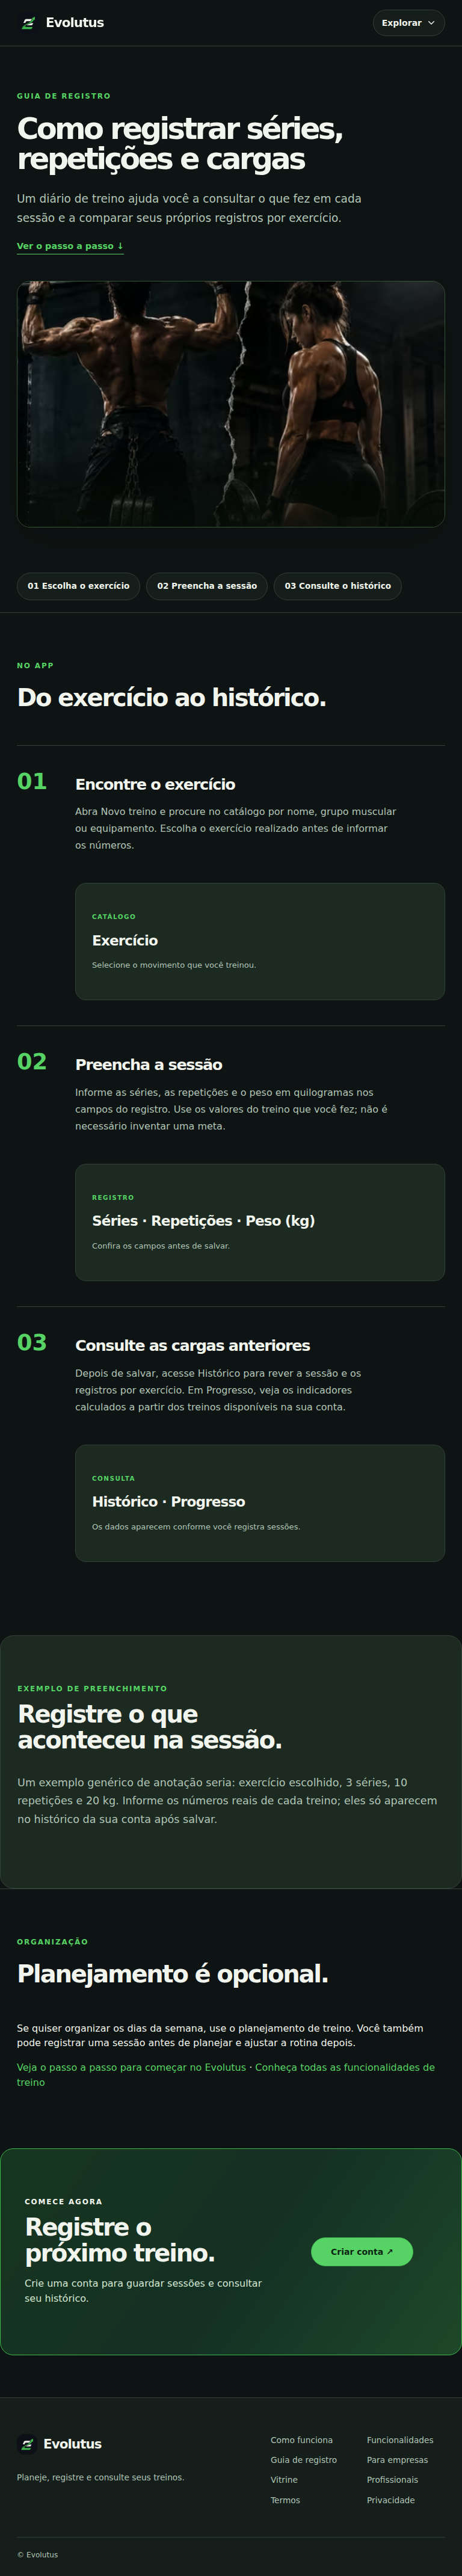 Evolutus
Explorar
GUIA DE REGISTRO
Como registrar séries,
repetições e cargas
Um diário de treino ajuda você a consultar o que fez em cada
sessão e a comparar seus próprios registros por exercício.
Ver o passo a passo ↓
01 Escolha o exercício
02 Preencha a sessão
03 Consulte o histórico
NO APP
Do exercício ao histórico.
01
Encontre o exercício
Abra Novo treino e procure no catálogo por nome, grupo muscular
ou equipamento. Escolha o exercício realizado antes de informar
os números.
CATÁLOGO
Exercício
Selecione o movimento que você treinou.
02
Preencha a sessão
Informe as séries, as repetições e o peso em quilogramas nos
campos do registro. Use os valores do treino que você fez; não é
necessário inventar uma meta.
REGISTRO
Séries · Repetições · Peso (kg)
Confira os campos antes de salvar.
03
Consulte as cargas anteriores
Depois de salvar, acesse Histórico para rever a sessão e os
registros por exercício. Em Progresso, veja os indicadores
calculados a partir dos treinos disponíveis na sua conta.
CONSULTA
Histórico · Progresso
Os dados aparecem conforme você registra sessões.
EXEMPLO DE PREENCHIMENTO
Registre o que
aconteceu na sessão.
Um exemplo genérico de anotação seria: exercício escolhido, 3 séries, 10
repetições e 20 kg. Informe os números reais de cada treino; eles só aparecem
no histórico da sua conta após salvar.
ORGANIZAÇÃO
Planejamento é opcional.
Se quiser organizar os dias da semana, use o planejamento de treino. Você também
pode registrar uma sessão antes de planejar e ajustar a rotina depois.
Veja o passo a passo para começar no Evolutus · Conheça todas as funcionalidades de
treino
COMECE AGORA
Registre o
próximo treino.
Crie uma conta para guardar sessões e consultar
seu histórico.
Criar conta ↗
Evolutus
Planeje, registre e consulte seus treinos.
Como funciona
Funcionalidades
Guia de registro
Para empresas
Vitrine
Profissionais
Termos
Privacidade
© Evolutus